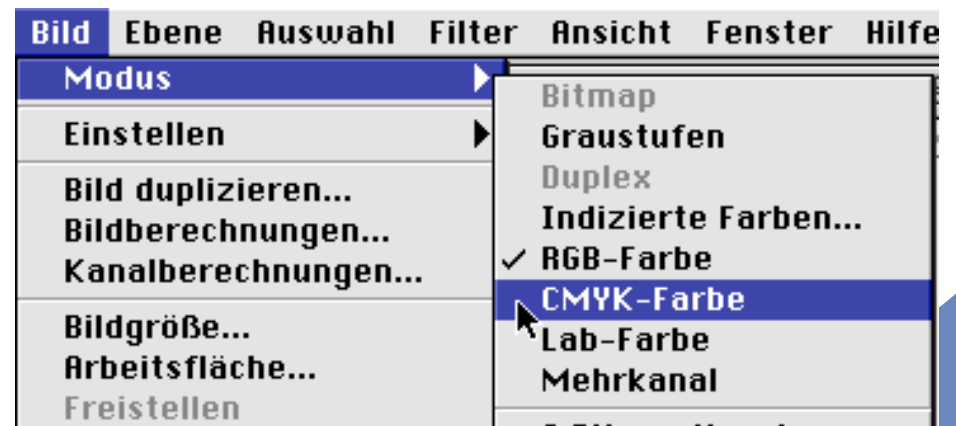 Bild Ebene Auswahl Filter Ansicht Fenster Hilfe
Modus
Einstellen
Bild duplizieren...
Bildberechnungen...
Kanalberechnungen...
Bildgröße...
Arbeitsfläche...
Freistellen
Bitmap
Graustufen
Duplex
Indizierte Farben...
RGB-Farbe
CMYK-Farbe
Lab-Farbe
Mehrkanal